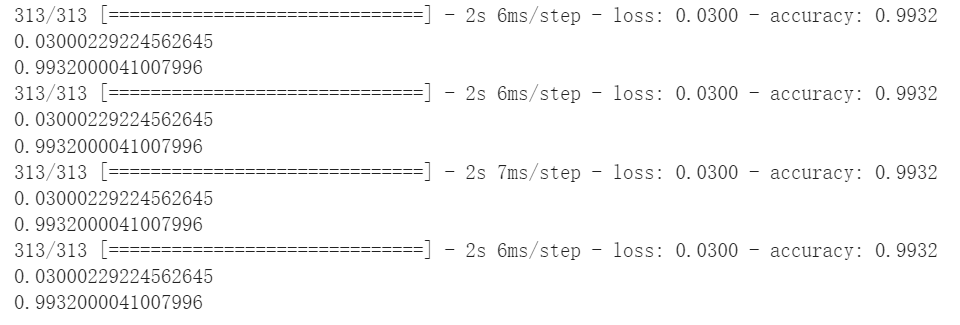 313/313 [==============================] - 2s 6ms/step - loss: 0.0300 - accuracy: 0.9932
0.03000229224562645
0.9932000041007996
313/313 [==============================] - 2s 6ms/step - loss: 0.0300 - accuracy: 0.9932
0.03000229224562645
0.9932000041007996
313/313 [==============================] - 2s 7ms/step - loss: 0.0300 - accuracy: 0.9932
0.03000229224562645
0.9932000041007996
313/313 [==============================] - 2s 6ms/step - loss: 0.0300 - accuracy: 0.9932
0.03000229224562645
0.9932000041007996